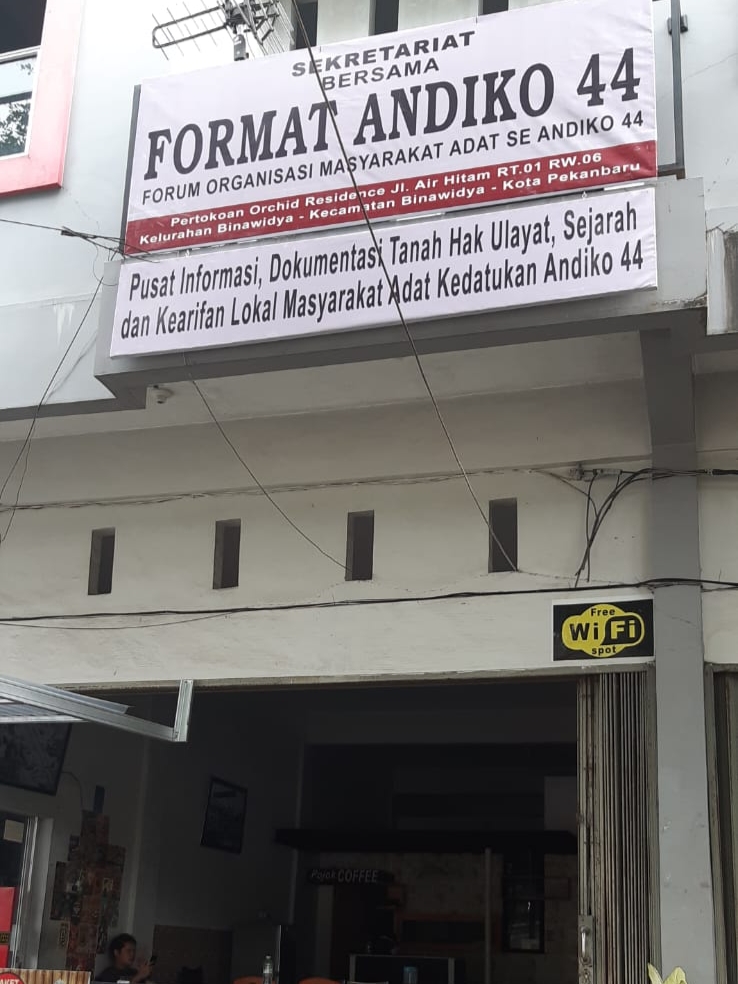 SEKRETARIAT
BERSAMA
FORMAT ANDIKO 44
FORUM ORGANISASI MASYARAKAT ADAT SE ANDIKO 44
Pertokoan Orchid Residence Jl. Air Hitam RT.01 RW.06
Kelurahan Binawidya - Kecamatan Binawidya - Kota Pekanbaru
Pusat Informasi, Dokumentasi Tanah Hak Ulayat, Sejarah
dan Kearifan Lokal Masyarakat Adat Kedatukan Andiko 44
Free
Wi Fi
spot
COFFEE